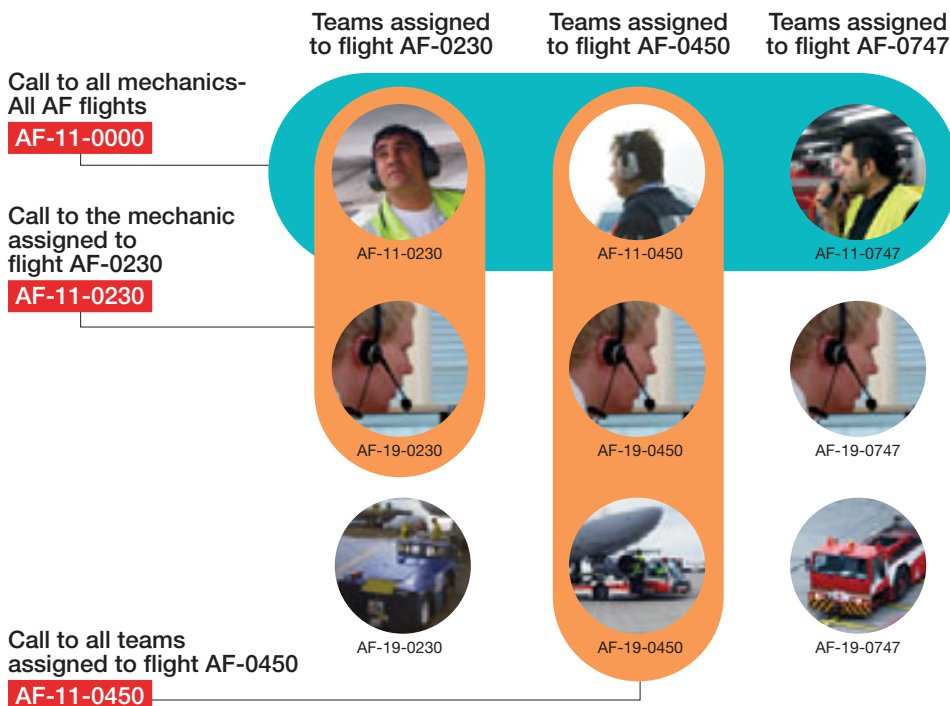 Teams assigned
to flight AF-0230
Teams assigned
to flight AF-0450
Teams assigned
to flight AF-0747
Call to all mechanics-
All AF flights
AF-11-0000
AF-11-0230
AF-11-0450
AF-11-0747
Call to the mechanic
assigned to
flight AF-0230
AF-11-0230
AF-19-0230
AF-19-0450
AF-19-0747
AF-19-0230
AF-19-0450
AF-19-0747
Call to all teams
assigned to flight AF-0450
AF-11-0450